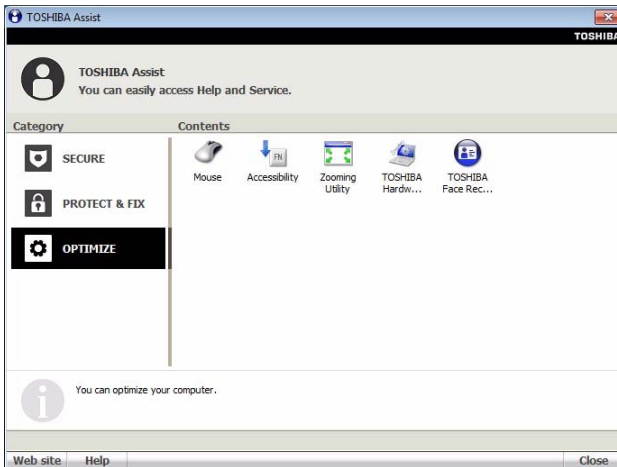 TOSHIBA Assist
TOSHIBA
TOSHIBA Assist
You can easily access Help and Service.
Category
Contents
SECURE
PROTECT & FIX
OPTIMIZE
Mouse
FN
Accessibility
Zooming
Utility
TOSHIBA
Hardw...
TOSHIBA
Face Rec...
You can optimize your computer.
Web site
Help
Close